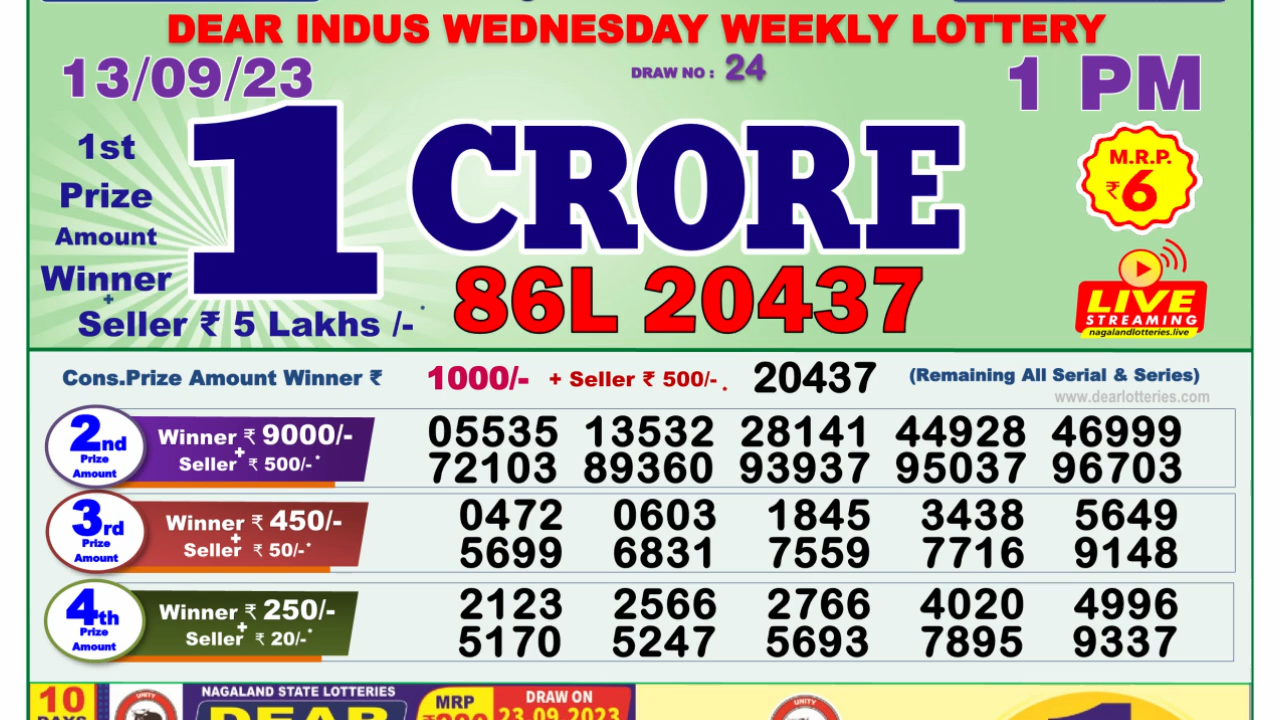 DEAR INDUS WEDNESDAY WEEKLY LOTTERY
13/09/23 DRAW NO : 24 1 PM
1st
Prize
Amount
Winner
+
Seller ₹ 5 Lakhs /-*
1 CRORE
86L 20437
M.R.P.
₹6
LIVE
STREAMING
nagalandlotteries.live
Cons.Prize Amount Winner ₹ 1000/- + Seller ₹ 500/- . 20437 (Remaining All Serial & Series)
www.dearlotteries.com
2nd
Prize
Amount
Winner ₹ 9000/-
+
Seller ₹ 500/-*
05535 13532 28141 44928 46999
72103 89360 93937 95037 96703
3rd
Prize
Amount
Winner ₹ 450/-
+
Seller ₹ 50/-*
0472 0603 1845 3438 5649
5699 6831 7559 7716 9148
4th
Prize
Amount
Winner ₹ 250/-
+
Seller ₹ 20/-*
2123 2566 2766 4020 4996
5170 5247 5693 7895 9337
10
DAYS
UNITY
NAGALAND STATE LOTTERIES
DEAR
MRP
DRAW ON
23.09.2023
UNITY
1